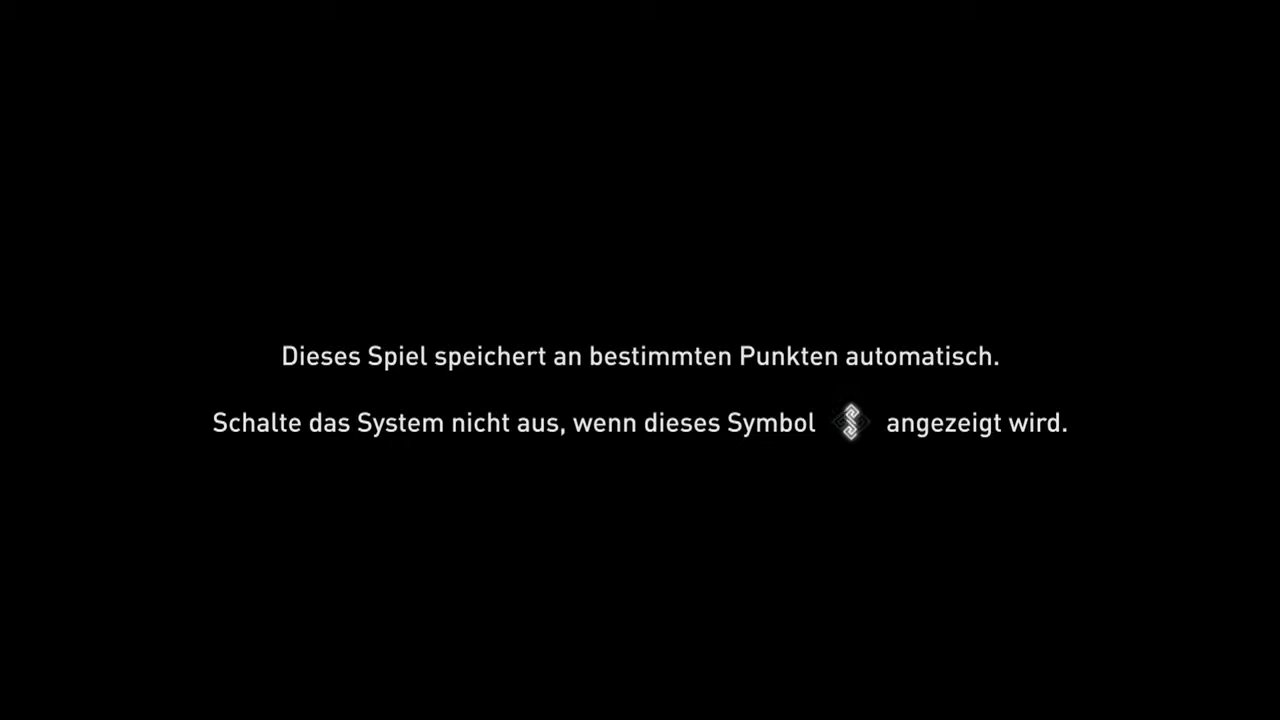 Dieses Spiel speichert an bestimmten Punkten automatisch.
Schalte das System nicht aus, wenn dieses Symbol angezeigt wird.